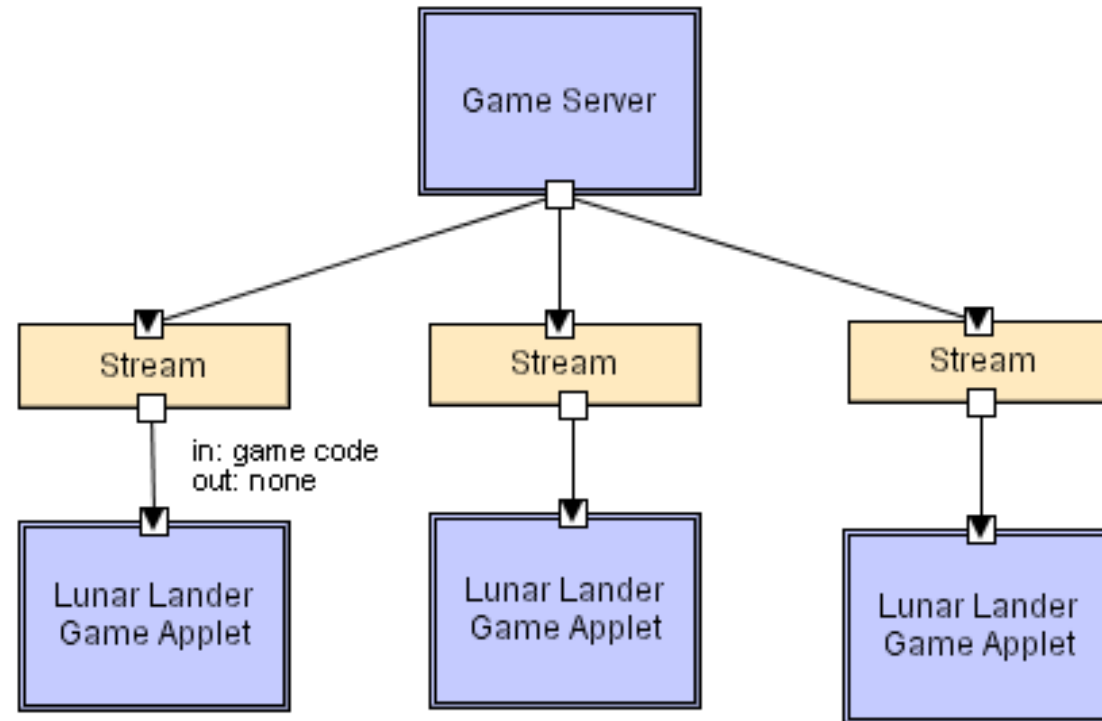 Game Server
Stream
Stream
Stream
in: game code
out: none
Lunar Lander
Game Applet
Lunar Lander
Game Applet
Lunar Lander
Game Applet